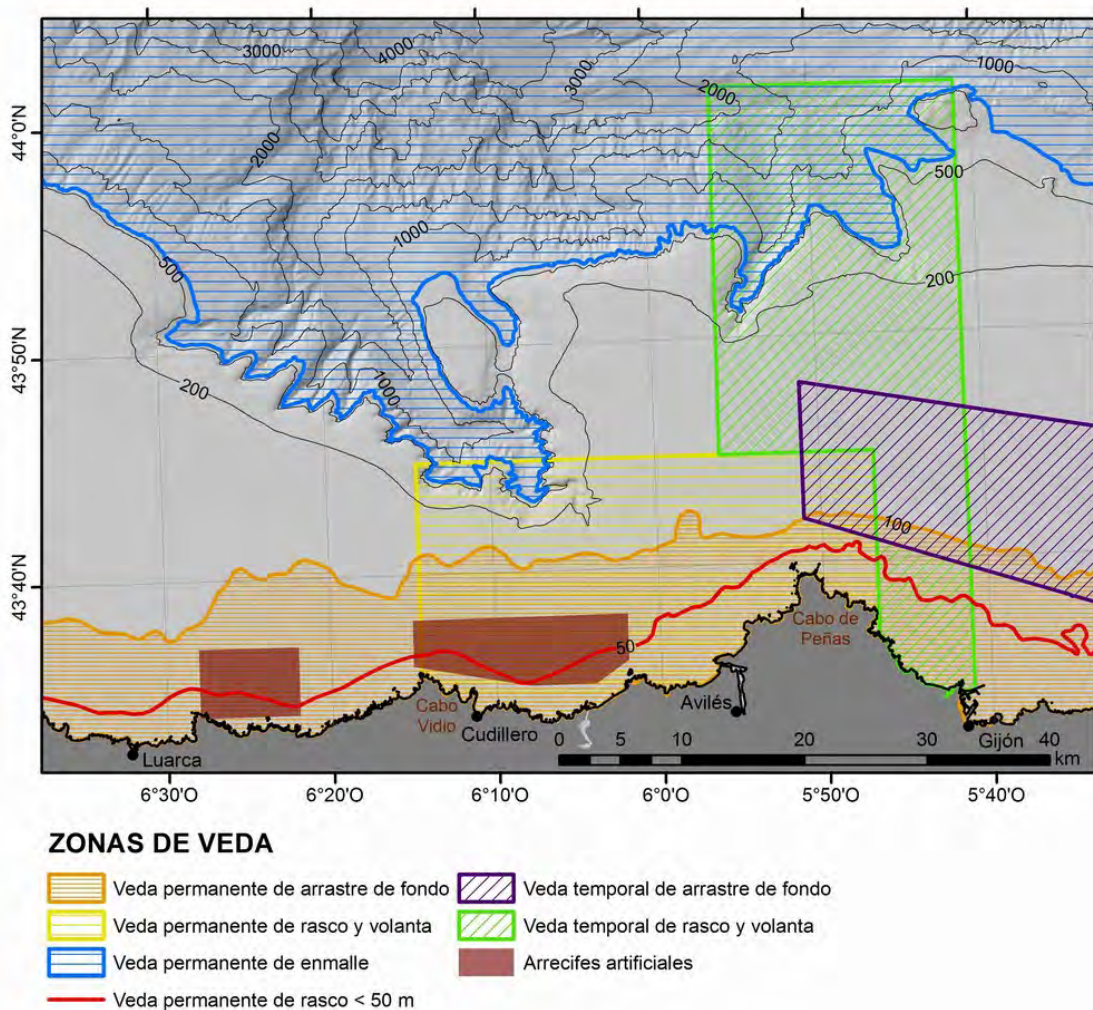 3000
4000
3000
2000
1000
44°0'N
2000
500
500
1000
200
43°50'N
200
1000
100
43°40'N
50
Cabo de
Peñas
Cabo
Vidio
Cudillero
Avilés
Luarca
Gijón
0 5 10 20 30 40
km
6°30'O 6°20'O 6°10'O 6°0'O 5°50'O 5°40'O
ZONAS DE VEDA
Veda permanente de arrastre de fondo
Veda temporal de arrastre de fondo
Veda permanente de rasco y volanta
Veda temporal de rasco y volanta
Veda permanente de enmalle
Arrecifes artificiales
Veda permanente de rasco < 50 m